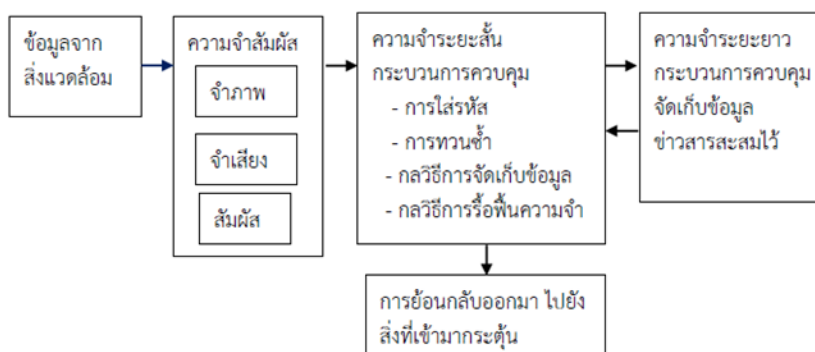 ข้อมูลจาก
สิ่งแวดล้อม
ความจำสัมผัส
จำภาพ
จำเสียง
สัมผัส
ความจำระยะสั้น
กระบวนการควบคุม
- การใส่รหัส
- การทวนซ้ำ
- กลวิธีการจัดเก็บข้อมูล
- กลวิธีการรื้อฟื้นความจำ
ความจำระยะยาว
กระบวนการควบคุม
จัดเก็บข้อมูล
ข่าวสารสะสมไว้
การย้อนกลับออกมา ไปยัง
สิ่งที่เข้ามากระตุ้น